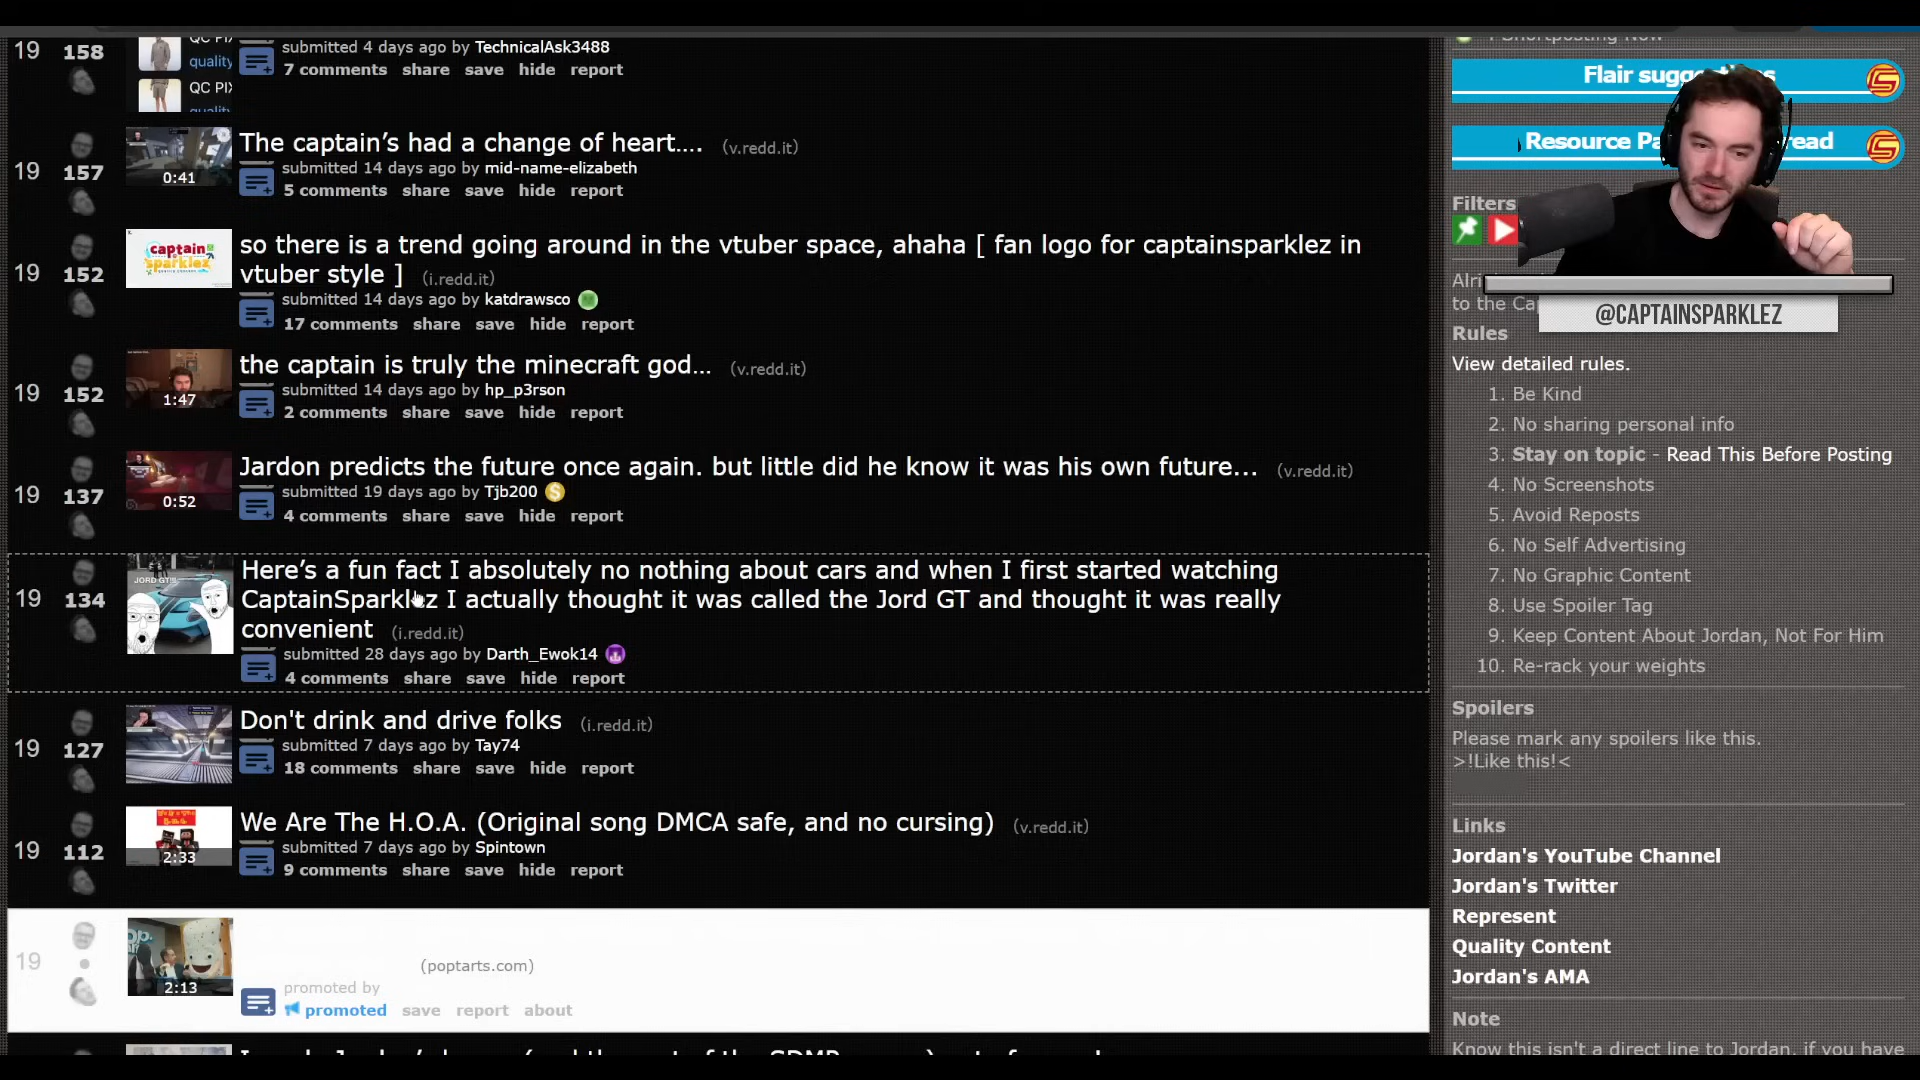 19 158 QC PIX submitted 4 days ago by TechnicalAsk3488
quality 7 comments share save hide report
QC PIX
quality
The captain’s had a change of heart.... (v.redd.it)
19 157 0:41 submitted 14 days ago by mid-name-elizabeth
5 comments share save hide report
captain sparklez
so there is a trend going around in the vtuber space, ahaha [ fan logo for captainsparklez in
19 152 vtuber style ] (i.redd.it)
submitted 14 days ago by katdrawsco
17 comments share save hide report
the captain is truly the minecraft god... (v.redd.it)
19 152 1:47 submitted 14 days ago by hp_p3rson
2 comments share save hide report
Jardon predicts the future once again. but little did he know it was his own future... (v.redd.it)
19 137 0:52 submitted 19 days ago by Tjb200
4 comments share save hide report
JORD GT!!!
Here’s a fun fact I absolutely no nothing about cars and when I first started watching
19 134 CaptainSparklez I actually thought it was called the Jord GT and thought it was really
convenient (i.redd.it)
submitted 28 days ago by Darth_Ewok14
4 comments share save hide report
Don't drink and drive folks (i.redd.it)
19 127 submitted 7 days ago by Tay74
18 comments share save hide report
We Are The H.O.A. (Original song DMCA safe, and no cursing) (v.redd.it)
19 112 2:33 submitted 7 days ago by Spintown
9 comments share save hide report
19 (poptarts.com)
2:13 promoted by
promoted save report about
Flair suggestions
Resource
Filters
@CAPTAINSPARKLEZ
to the
Rules
View detailed rules.
1. Be Kind
2. No sharing personal info
3. Stay on topic - Read This Before Posting
4. No Screenshots
5. Avoid Reposts
6. No Self Advertising
7. No Graphic Content
8. Use Spoiler Tag
9. Keep Content About Jordan, Not For Him
10. Re-rack your weights
Spoilers
Please mark any spoilers like this.
>!Like this!<
Links
Jordan's YouTube Channel
Jordan's Twitter
Represent
Quality Content
Jordan's AMA
Note
Know this isn't a direct line to Jordan, if you have